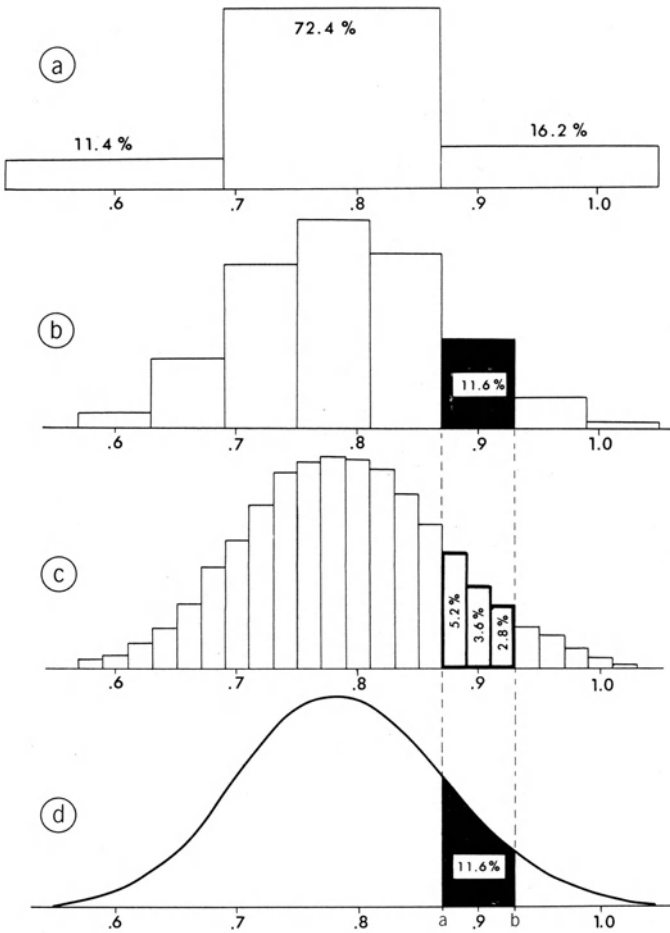 72.4 %
a
11.4 %
16.2 %
.6 .7 .8 .9 1.0
b
11.6 %
.6 .7 .8 .9 1.0
c
5.2 %
3.6 %
2.8 %
.6 .7 .8 .9 1.0
d
11.6 %
.6 .7 .8 a .9 b 1.0